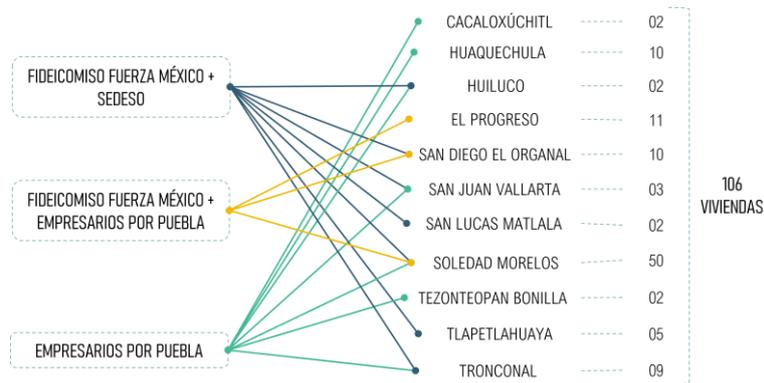 FIDEICOMISO FUERZA MÉXICO +
SEDESO
FIDEICOMISO FUERZA MÉXICO +
EMPRESARIOS POR PUEBLA
EMPRESARIOS POR PUEBLA
CACALOXÚCHITL 02
HUAQUECHULA 10
HUILUCO 02
EL PROGRESO 11
SAN DIEGO EL ORGANAL 10
SAN JUAN VALLARTA 03
SAN LUCAS MATLALA 02
SOLEDAD MORELOS 50
TEZONTEOPAN BONILLA 02
TLAPETLAHUAYA 05
TRONCONAL 09
106
VIVIENDAS